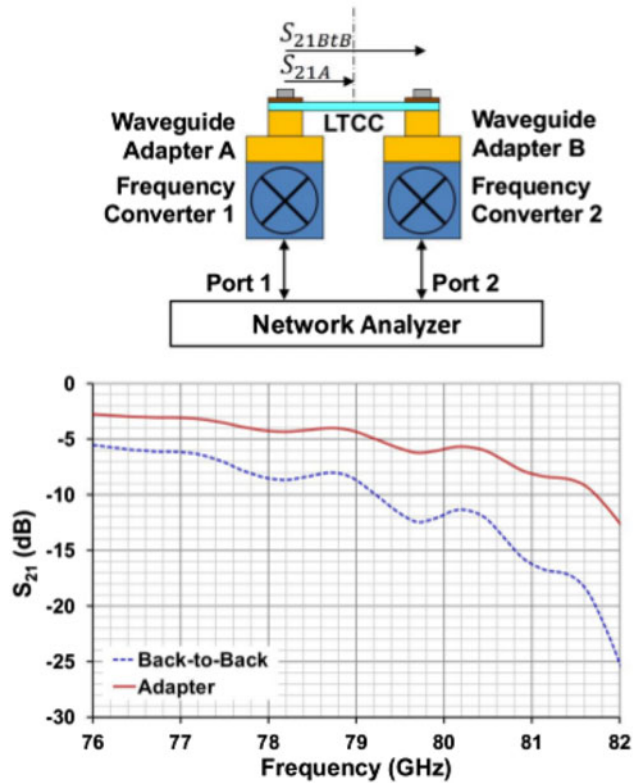 S21BtB
S21A
LTCC
Waveguide
Adapter A
Waveguide
Adapter B
Frequency
Converter 1
Frequency
Converter 2
Port 1
Port 2
Network Analyzer
0
-5
-10
-15
-20
-25
-30
S21 (dB)
Back-to-Back
Adapter
76
77
78
79
80
81
82
Frequency (GHz)